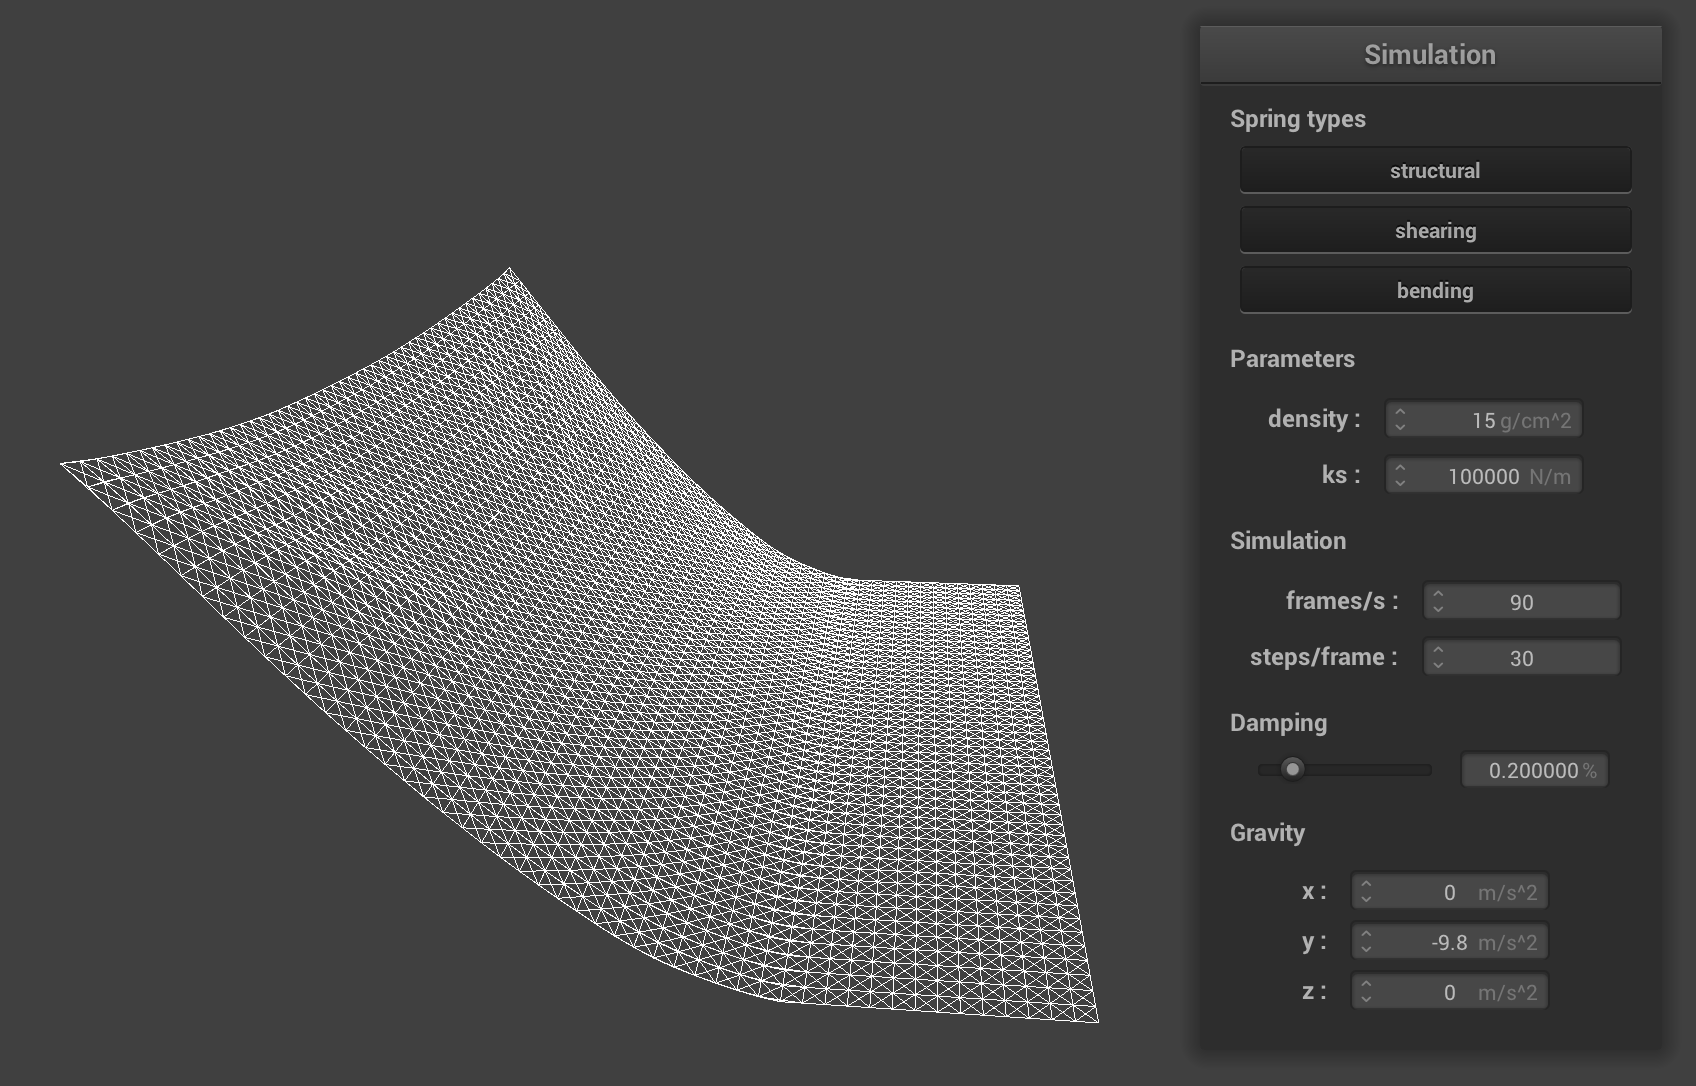 Simulation
Spring types
structural
shearing
bending
Parameters
density : 15 g/cm^2
ks : 100000 N/m
Simulation
frames/s : 90
steps/frame : 30
Damping
0.200000 %
Gravity
x : 0 m/s^2
y : -9.8 m/s^2
z : 0 m/s^2